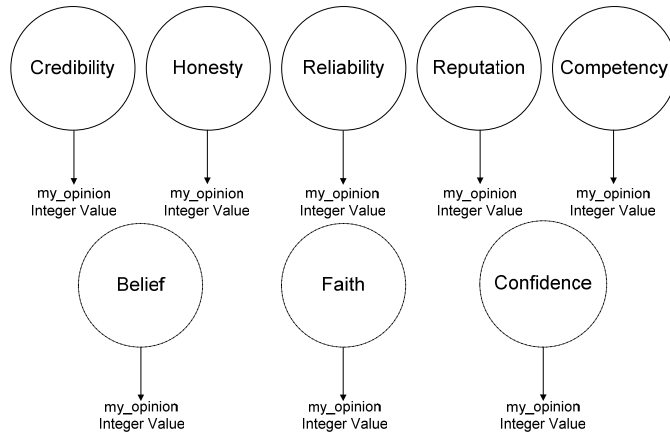 Credibility
Honesty
Reliability
Reputation
Competency
my_opinion
Integer Value
my_opinion
Integer Value
my_opinion
Integer Value
my_opinion
Integer Value
my_opinion
Integer Value
Belief
Faith
Confidence
my_opinion
Integer Value
my_opinion
Integer Value
my_opinion
Integer Value